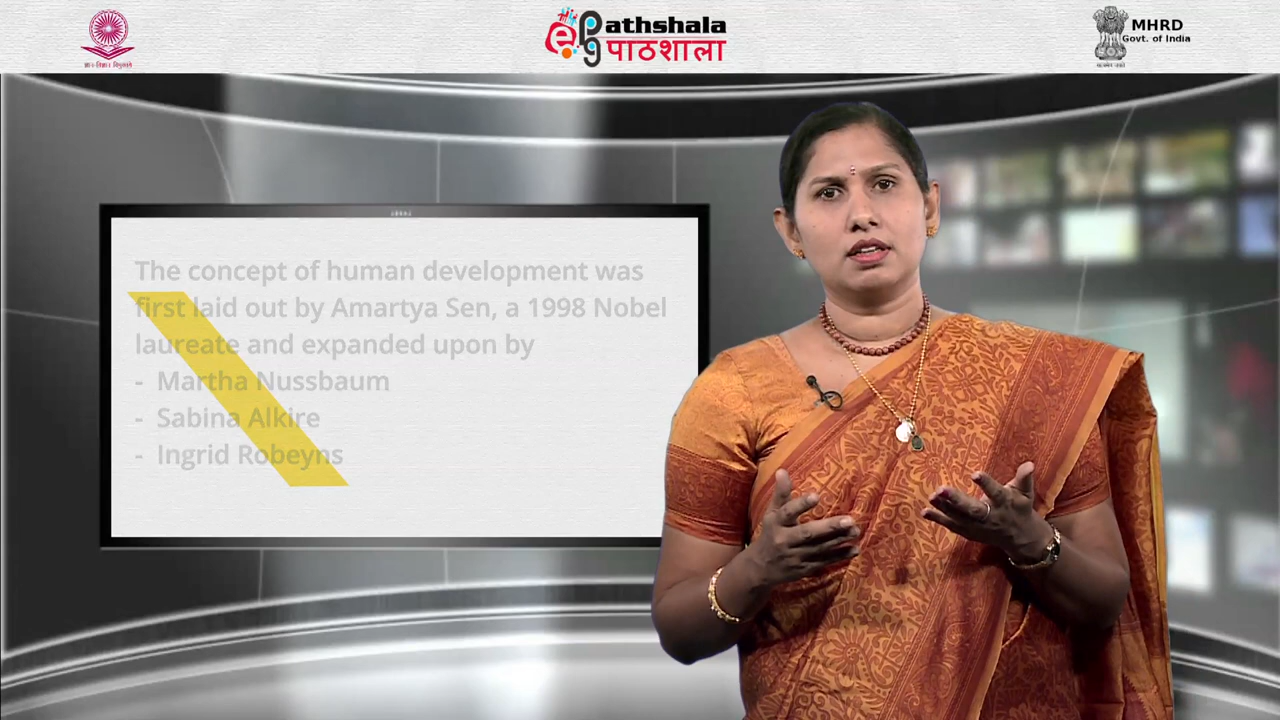 ePgathshala
पाठशाला
MHRD
Govt. of India
The concept of human development was
first laid out by Amartya Sen, a 1998 Nobel
laureate and expanded upon by
- Martha Nussbaum
- Sabina Alkire
- Ingrid Robeyns